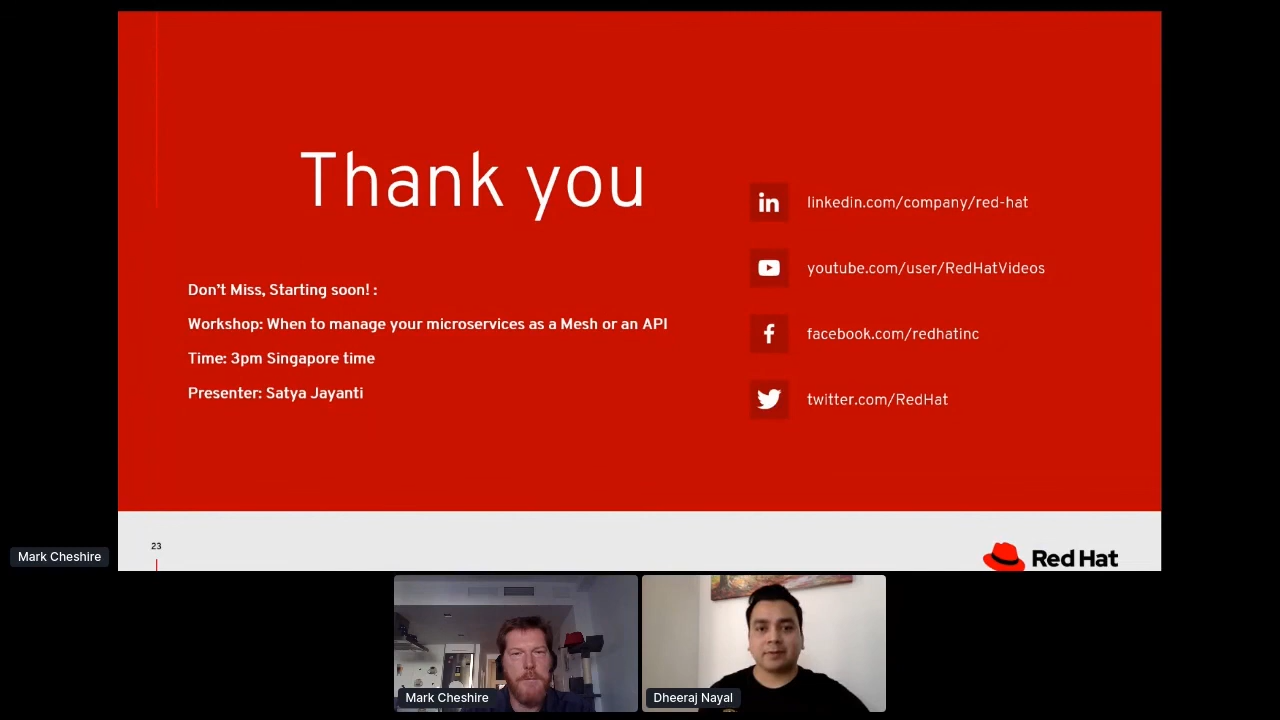 Thank you
Don't Miss, Starting soon! :
Workshop: When to manage your microservices as a Mesh or an API
Time: 3pm Singapore time
Presenter: Satya Jayanti
in
linkedin.com/company/red-hat
youtube.com/user/RedHatVideos
f
facebook.com/redhatinc
twitter.com/RedHat
23
Red Hat
Mark Cheshire
Mark Cheshire
Dheeraj Nayal